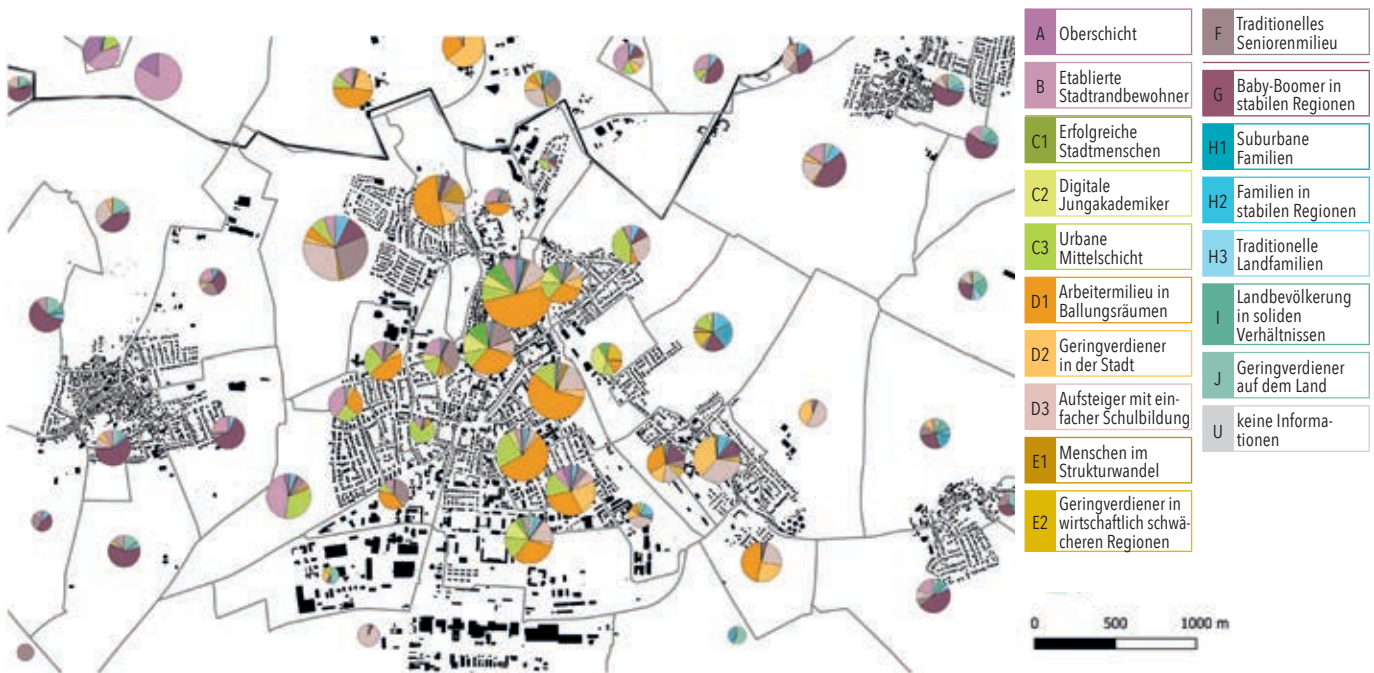 A Oberschicht
B Etablierte
Stadtrandbewohner
C1 Erfolgreiche
Stadtmenschen
C2 Digitale
Jungakademiker
C3 Urbane
Mittelschicht
D1 Arbeitermilieu in
Ballungsräumen
D2 Geringverdiener
in der Stadt
D3 Aufsteiger mit ein-
facher Schulbildung
E1 Menschen im
Strukturwandel
E2 Geringverdiener in
wirtschaftlich schwä-
cheren Regionen
F Traditionelles
Seniorenmilieu
G Baby-Boomer in
stabilen Regionen
H1 Suburbane
Familien
H2 Familien in
stabilen Regionen
H3 Traditionelle
Landfamilien
I Landbevölkerung
in soliden
Verhältnissen
J Geringverdiener
auf dem Land
U keine Informa-
tionen
0 500 1000 m